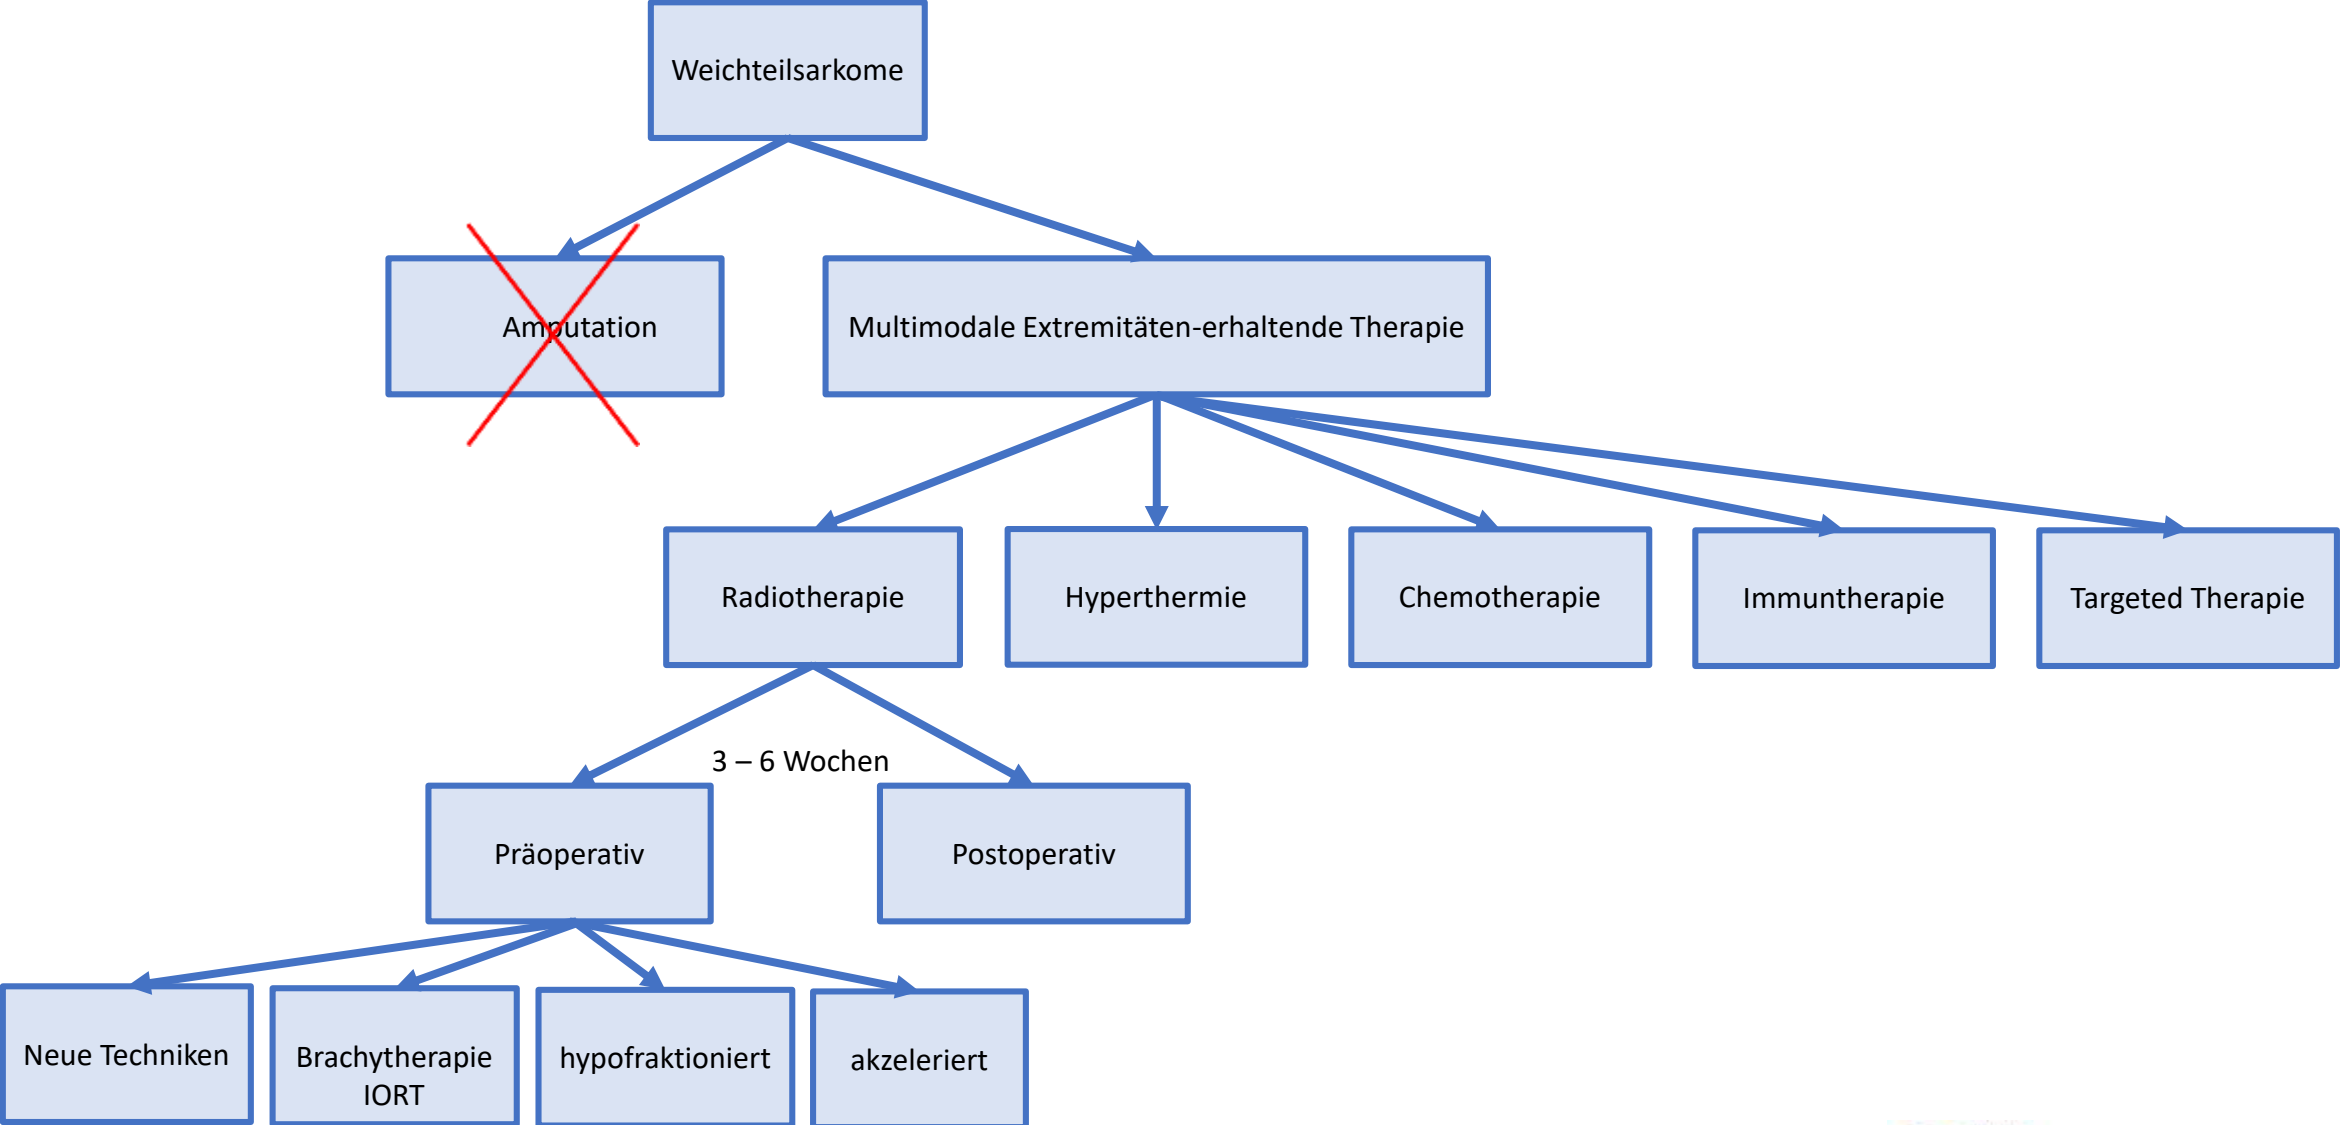 Weichteilsarkome
Amputation
Multimodale Extremitäten-erhaltende Therapie
Radiotherapie
Hyperthermie
Chemotherapie
Immuntherapie
Targeted Therapie
3 – 6 Wochen
Präoperativ
Postoperativ
Neue Techniken
Brachytherapie
IORT
hypofraktioniert
akzeleriert